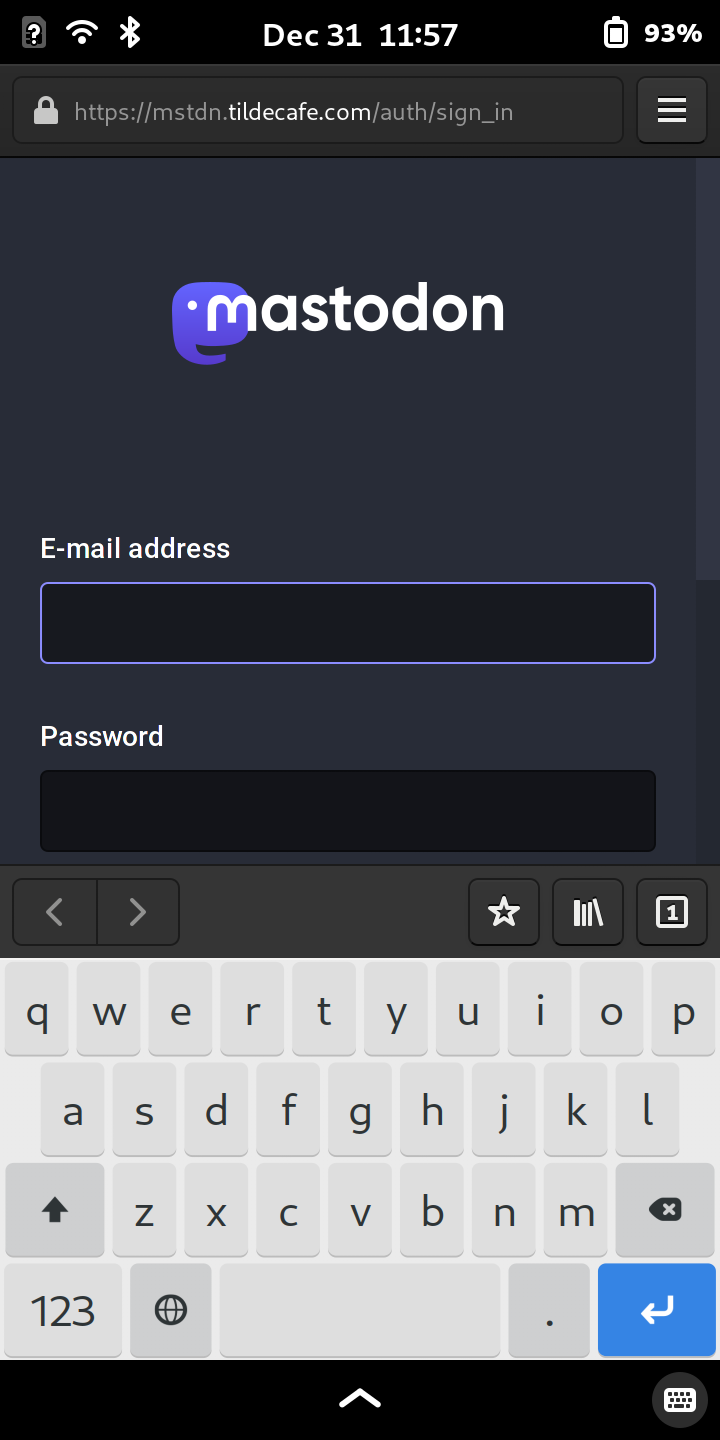 Dec 31 11:57
93%
https://mstdn.tildecafe.com/auth/sign_in
mastodon
E-mail address
Password
1
q w e r t y u i o p
a s d f g h j k l
z x c v b n m
123 .